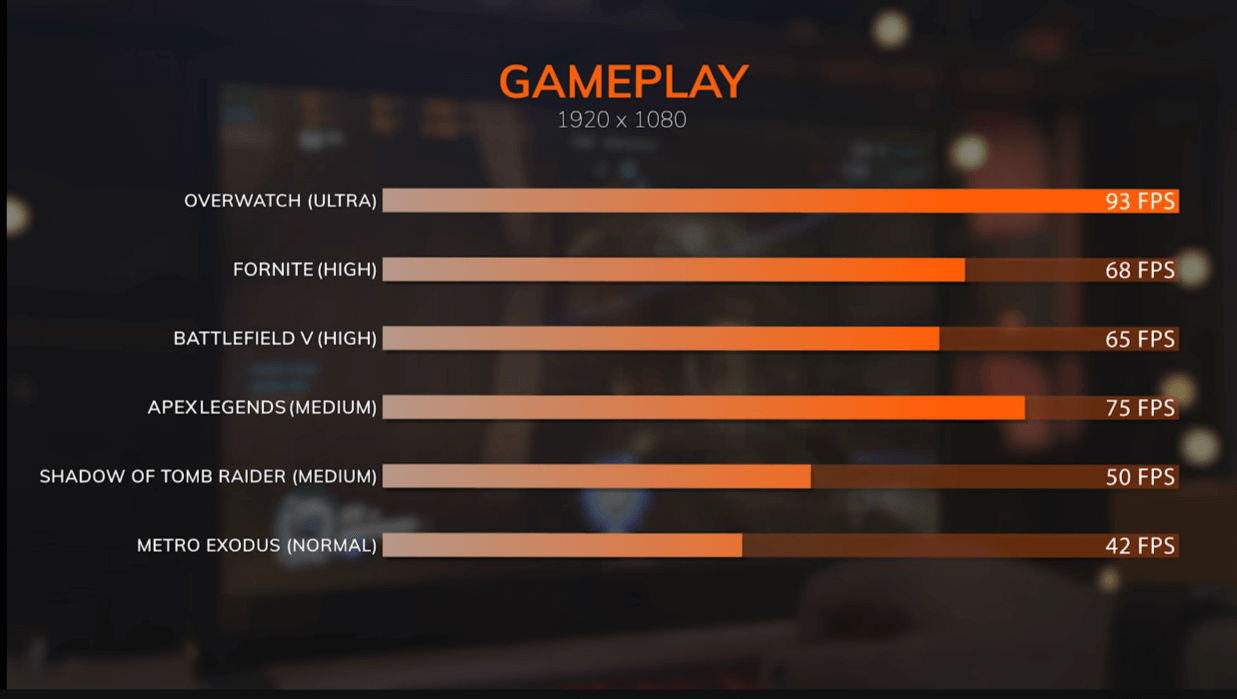 GAMEPLAY
1920 x 1080
OVERWATCH (ULTRA) 93 FPS
FORNITE (HIGH) 68 FPS
BATTLEFIELD V (HIGH) 65 FPS
APEX LEGENDS (MEDIUM) 75 FPS
SHADOW OF TOMB RAIDER (MEDIUM) 50 FPS
METRO EXODUS (NORMAL) 42 FPS